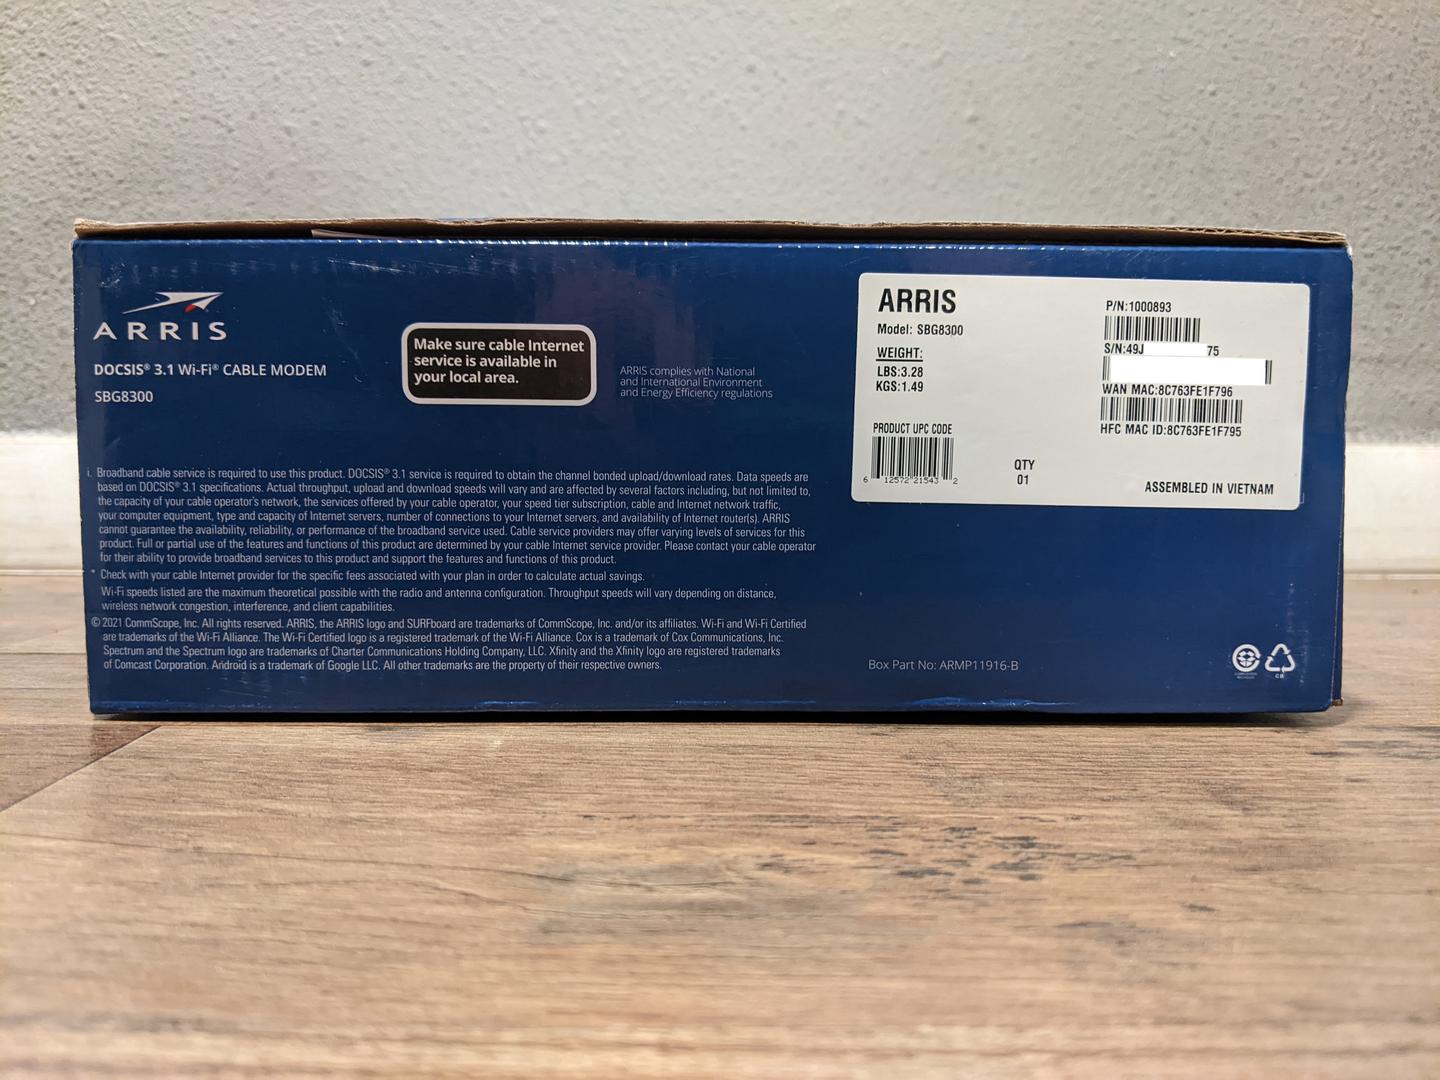 ARRIS
DOCSIS® 3.1 Wi-Fi® CABLE MODEM
SBG8300
Make sure cable Internet
service is available in
your local area.
ARRIS complies with National
and International Environment
and Energy Efficiency regulations
i. Broadband cable service is required to use this product. DOCSIS® 3.1 service is required to obtain the channel bonded upload/download rates. Data speeds are
based on DOCSIS® 3.1 specifications. Actual throughput, upload and download speeds will vary and are affected by several factors including, but not limited to,
the capacity of your cable operator's network, the services offered by your cable operator, your speed tier subscription, cable and Internet network traffic,
your computer equipment, type and capacity of Internet servers, number of connections to your Internet servers, and availability of Internet router(s). ARRIS
cannot guarantee the availability, reliability, or performance of the broadband service used. Cable service providers may offer varying levels of services for this
product. Full or partial use of the features and functions of this product are determined by your cable Internet service provider. Please contact your cable operator
for their ability to provide broadband services to this product and support the features and functions of this product.
* Check with your cable Internet provider for the specific fees associated with your plan in order to calculate actual savings.
Wi-Fi speeds listed are the maximum theoretical possible with the radio and antenna configuration. Throughput speeds will vary depending on distance,
wireless network congestion, interference, and client capabilities.
© 2021 CommScope, Inc. All rights reserved. ARRIS, the ARRIS logo and SURFboard are trademarks of CommScope, Inc. and/or its affiliates. Wi-Fi and Wi-Fi Certified
are trademarks of the Wi-Fi Alliance. The Wi-Fi Certified logo is a registered trademark of the Wi-Fi Alliance. Cox is a trademark of Cox Communications, Inc.
Spectrum and the Spectrum logo are trademarks of Charter Communications Holding Company, LLC. Xfinity and the Xfinity logo are registered trademarks
of Comcast Corporation. Android is a trademark of Google LLC. All other trademarks are the property of their respective owners.
ARRIS
Model: SBG8300
WEIGHT:
LBS:3.28
KGS:1.49
PRODUCT UPC CODE
6 12572 21543 2
QTY
01
P/N:1000893
S/N:49J 75
WAN MAC:8C763FE1F796
HFC MAC ID:8C763FE1F795
ASSEMBLED IN VIETNAM
Box Part No: ARMP11916-B